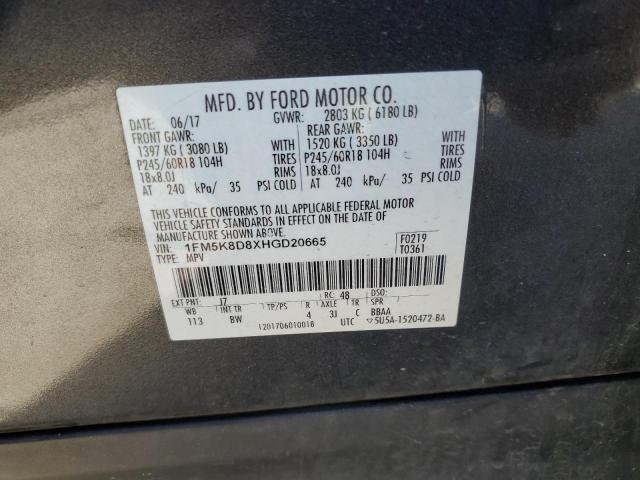 MFD. BY FORD MOTOR CO.
DATE: 06/17 GVWR: 2803 KG ( 6180 LB)
FRONT GAWR: REAR GAWR:
1397 KG ( 3080 LB) WITH 1520 KG ( 3350 LB) WITH
P245/60R18 104H TIRES P245/60R18 104H TIRES
18x8.0J RIMS 18x8.0J RIMS
AT 240 kPa/ 35 PSI COLD AT 240 kPa/ 35 PSI COLD
THIS VEHICLE CONFORMS TO ALL APPLICABLE FEDERAL MOTOR
VEHICLE SAFETY STANDARDS IN EFFECT ON THE DATE OF
MANUFACTURE SHOWN ABOVE.
VIN: 1FM5K8D8XHGD20665 F0219
TYPE: MPV T0361
EXT PNT: J7 RC: 48 DSO:
WB INT TR TP/PS R AXLE TR SPR
113 BW 4 3J C BBAA
1201706010018 UTC ▽5U5A-1520472-BA